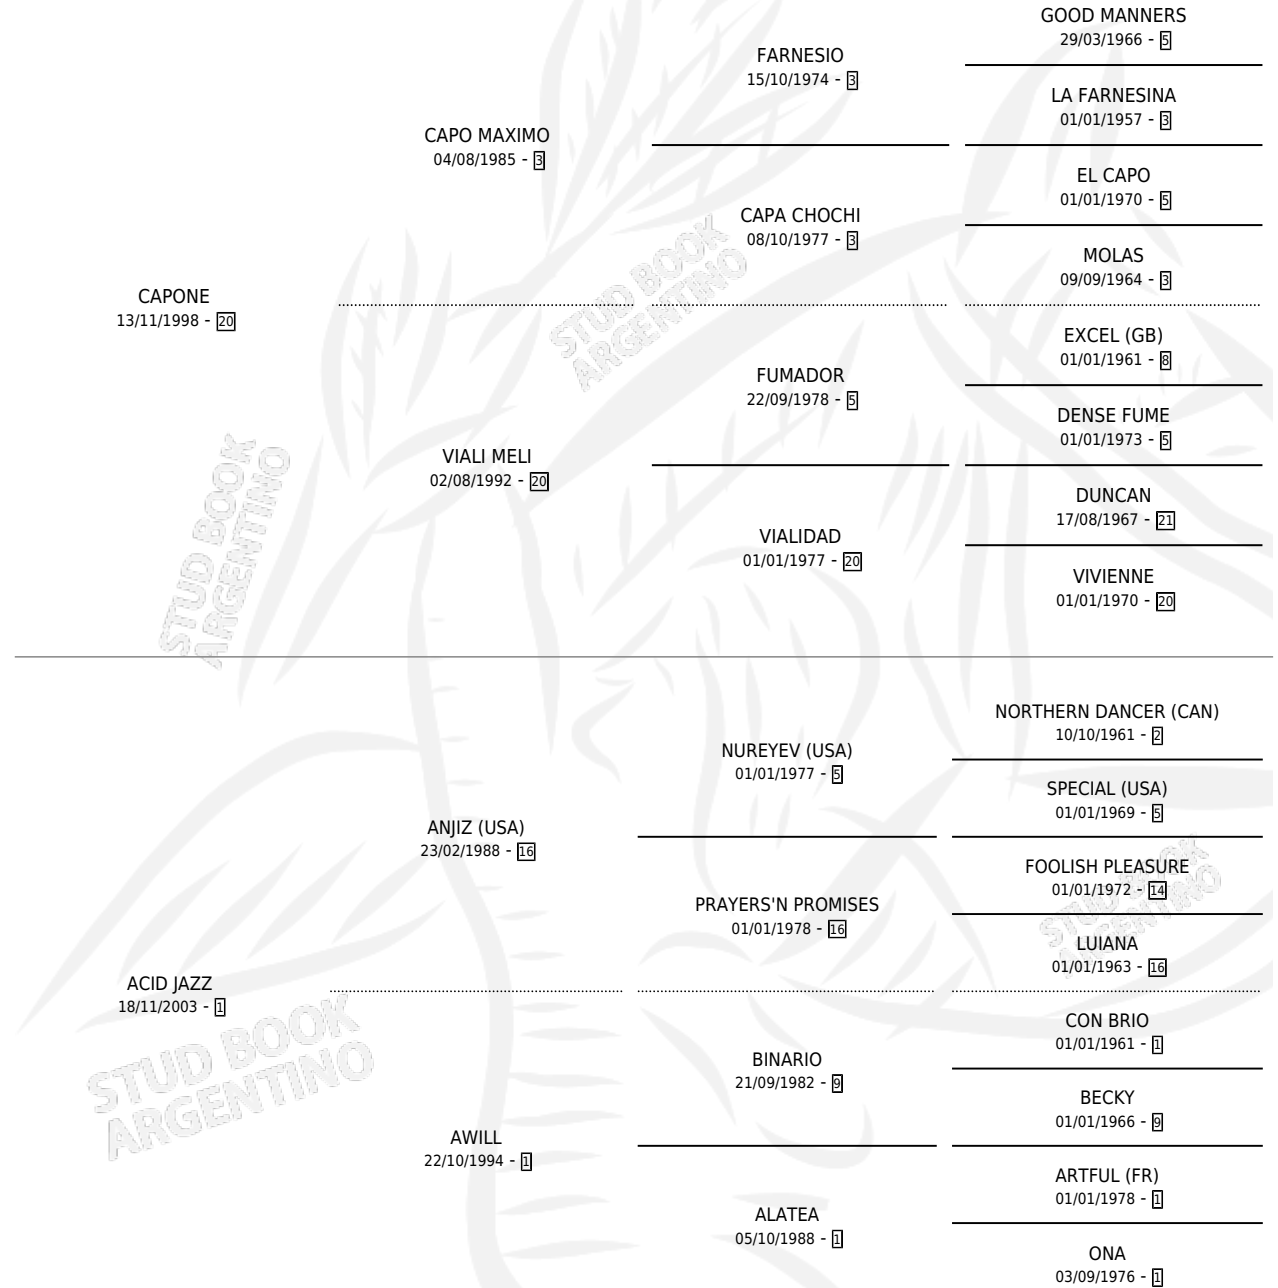 GOOD MANNERS
29/03/1966 - 5
FARNESIO
15/10/1974 - 3
LA FARNESINA
01/01/1957 - 3
CAPO MAXIMO
04/08/1985 - 3
EL CAPO
01/01/1970 - 5
CAPA CHOCHI
08/10/1977 - 3
MOLAS
09/09/1964 - 3
STUD BOOK
ARGENTINO
CAPONE
13/11/1998 - 20
EXCEL (GB)
01/01/1961 - 8
FUMADOR
22/09/1978 - 5
DENSE FUME
01/01/1973 - 5
VIALI MELI
02/08/1992 - 20
DUNCAN
17/08/1967 - 21
VIALIDAD
01/01/1977 - 20
VIVIENNE
01/01/1970 - 20
STUD BOOK
ARGENTINO
NORTHERN DANCER (CAN)
10/10/1961 - 2
NUREYEV (USA)
01/01/1977 - 5
SPECIAL (USA)
01/01/1969 - 5
ANJIZ (USA)
23/02/1988 - 16
FOOLISH PLEASURE
01/01/1972 - 14
PRAYERS'N PROMISES
01/01/1978 - 16
STUD BOOK
ARGENTINO
LUIANA
01/01/1963 - 16
ACID JAZZ
18/11/2003 - 1
CON BRIO
01/01/1961 - 1
BINARIO
21/09/1982 - 9
STUD BOOK
ARGENTINO
BECKY
01/01/1966 - 9
AWILL
22/10/1994 - 1
ARTFUL (FR)
01/01/1978 - 1
ALATEA
05/10/1988 - 1
ONA
03/09/1976 - 1